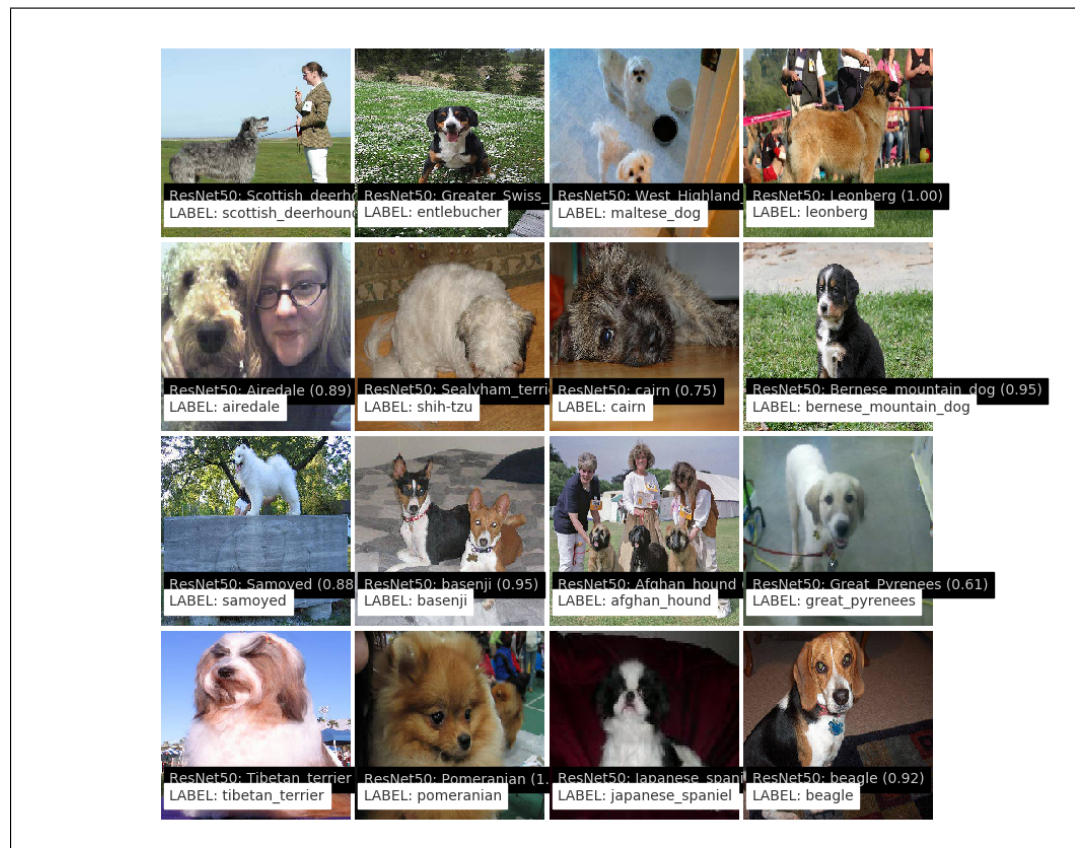 ResNet50: Scottish_deerho
LABEL: scottish_deerhound
ResNet50: Greater_Swiss_
LABEL: entlebucher
ResNet50: West_Highland_
LABEL: maltese_dog
ResNet50: Leonberg (1.00)
LABEL: leonberg
ResNet50: Airedale (0.89)
LABEL: airedale
ResNet50: Sealyham_terri
LABEL: shih-tzu
ResNet50: cairn (0.75)
LABEL: cairn
ResNet50: Bernese_mountain_dog (0.95)
LABEL: bernese_mountain_dog
ResNet50: Samoyed (0.88
LABEL: samoyed
ResNet50: basenji (0.95)
LABEL: basenji
ResNet50: Afghan_hound (
LABEL: afghan_hound
ResNet50: Great_Pyrenees (0.61)
LABEL: great_pyrenees
ResNet50: Tibetan_terrier
LABEL: tibetan_terrier
ResNet50: Pomeranian (1.
LABEL: pomeranian
ResNet50: Japanese_spani
LABEL: japanese_spaniel
ResNet50: beagle (0.92)
LABEL: beagle